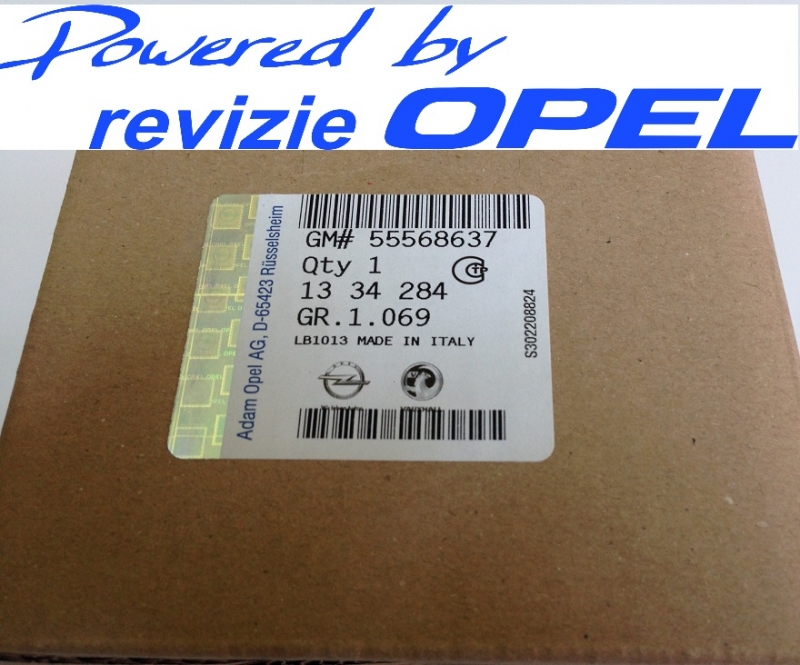 Powered by
revizie OPEL
GM# 55568637
Qty 1
13 34 284
GR.1.069
LB1013 MADE IN ITALY
VAUXHALL
Adam Opel AG, D-65423 Rüsselsheim
S302208824